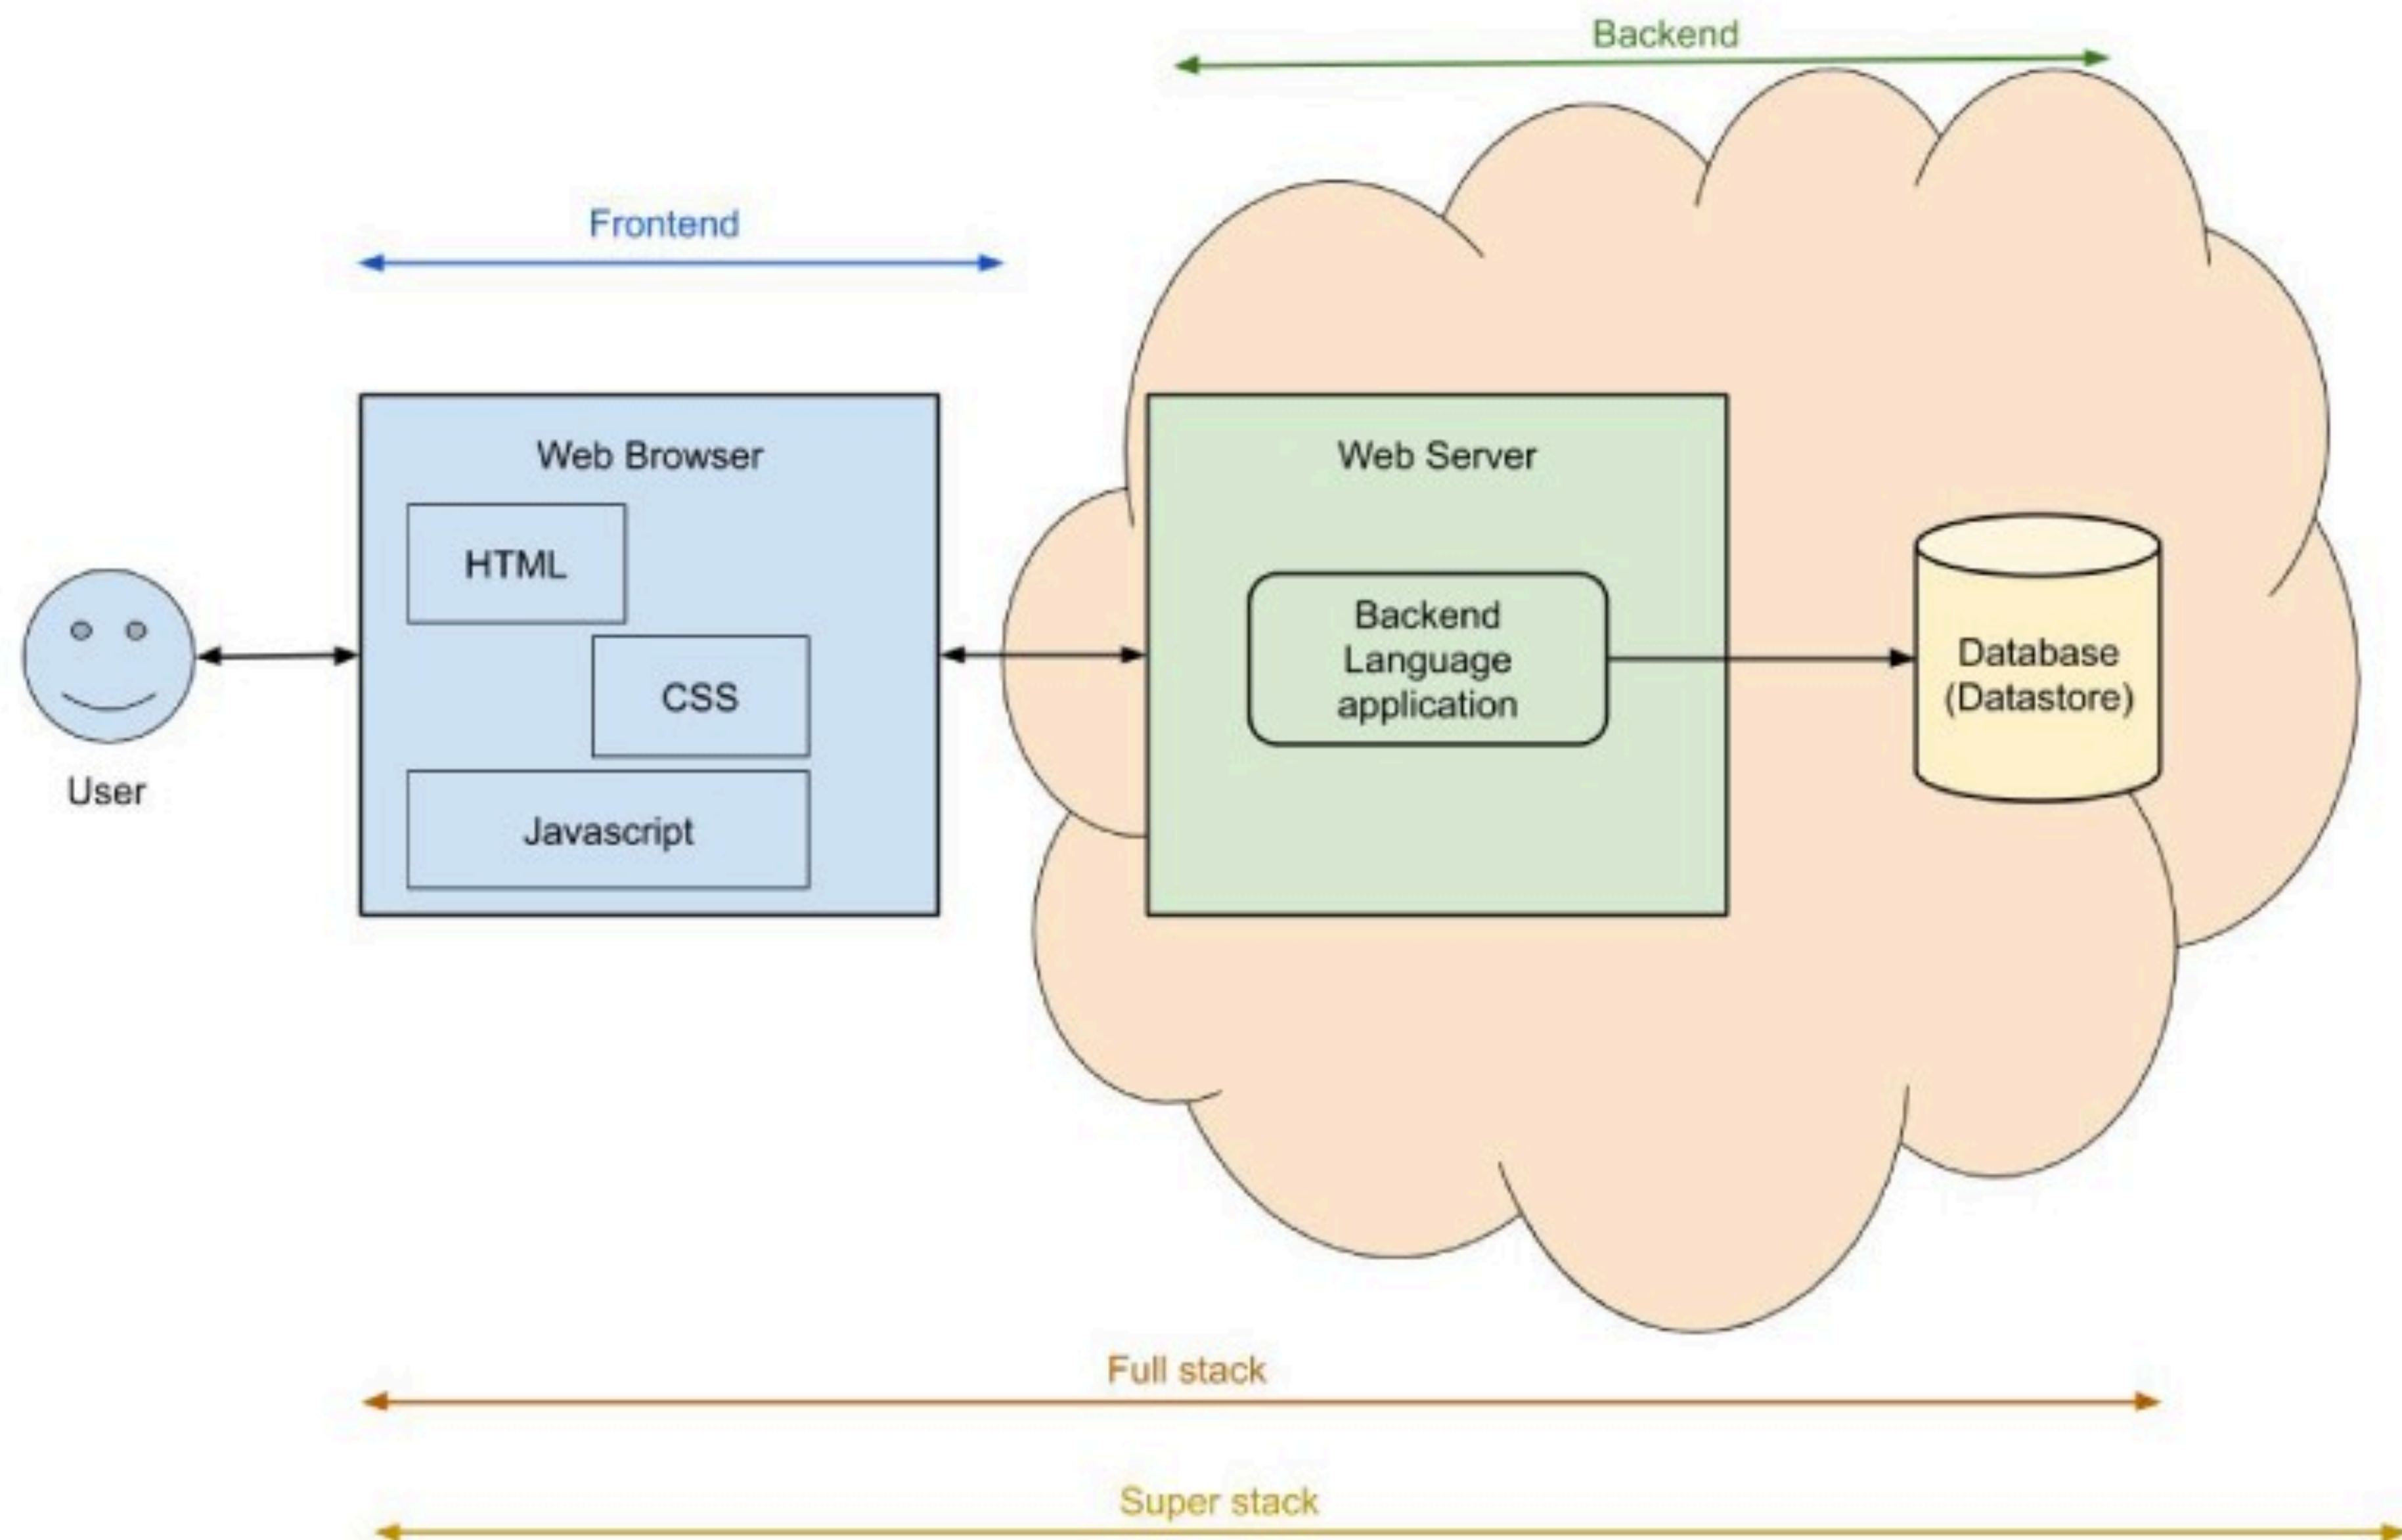 Backend
Frontend
Web Browser
Web Server
HTML
CSS
Javascript
Backend
Language
application
Database
(Datastore)
User
Full stack
Super stack